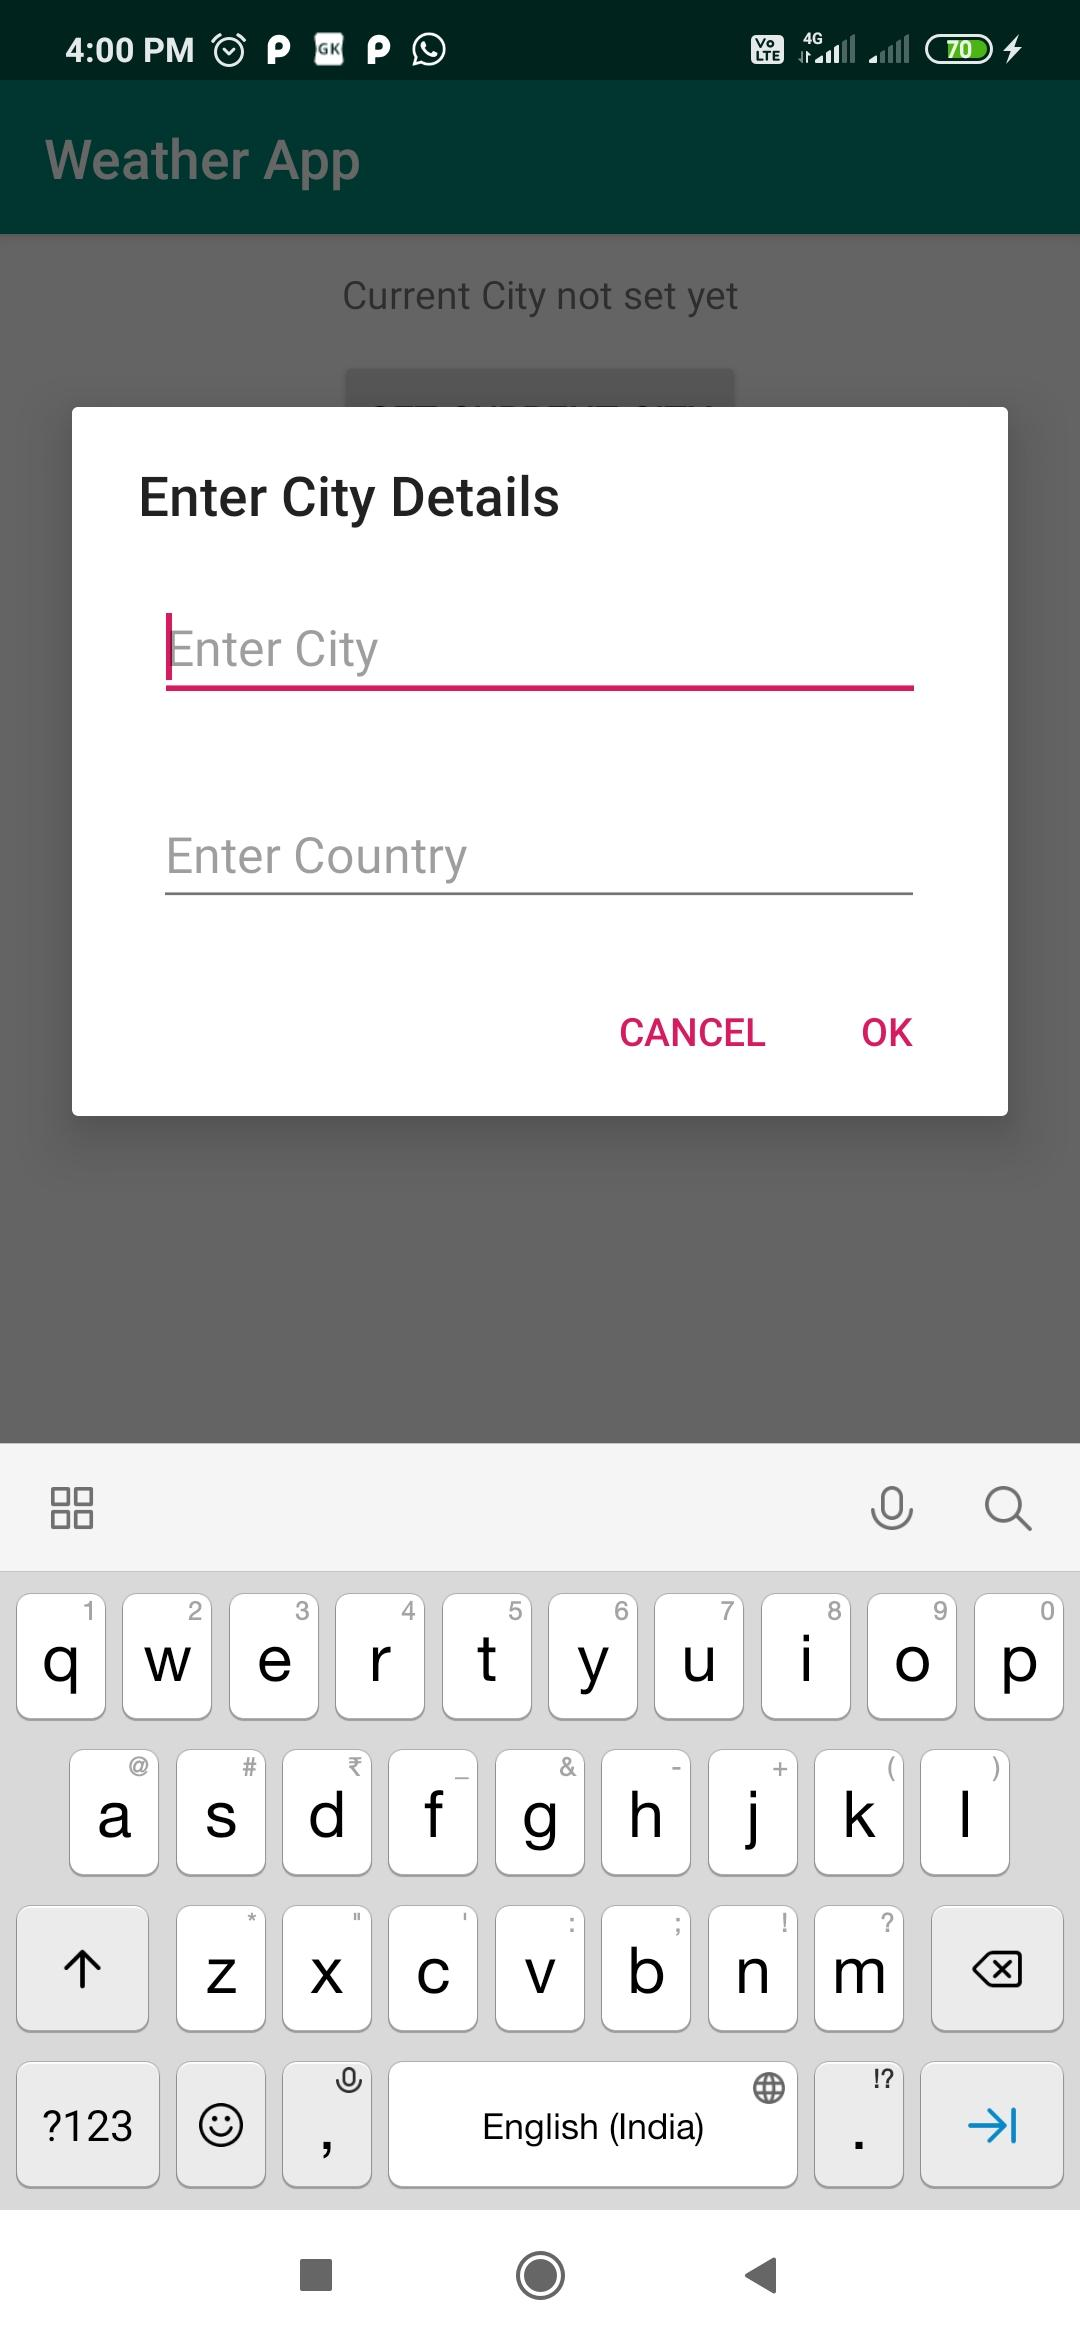 4:00 PM GK Vo LTE 4G 70
Weather App
Current City not set yet
Enter City Details
Enter City
Enter Country
CANCEL OK
1 2 3 4 5 6 7 8 9 0
q w e r t y u i o p
@ # ₹ _ & - + ( )
a s d f g h j k l
* " ' : ; ! ?
z x c v b n m
!?
?123 , English (India) .